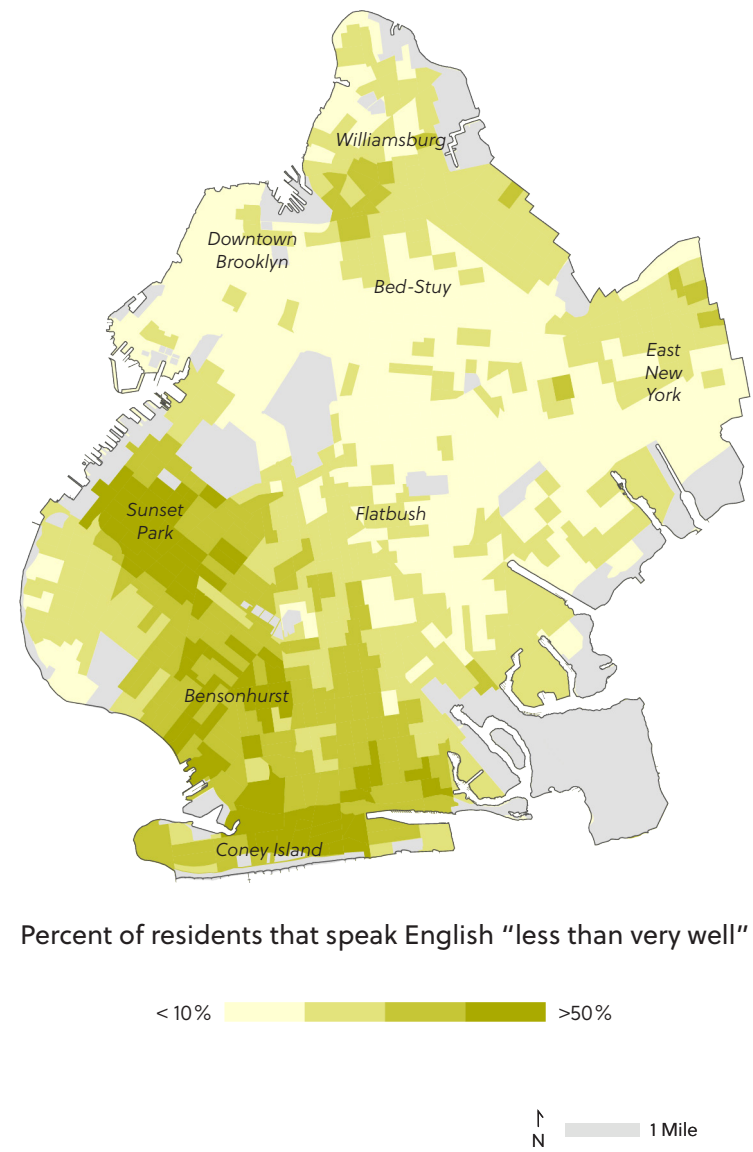 Williamsburg
Downtown
Brooklyn
Bed-Stuy
East
New
York
Sunset
Park
Flatbush
Bensonhurst
Coney Island
Percent of residents that speak English “less than very well”
< 10% >50%
N 1 Mile